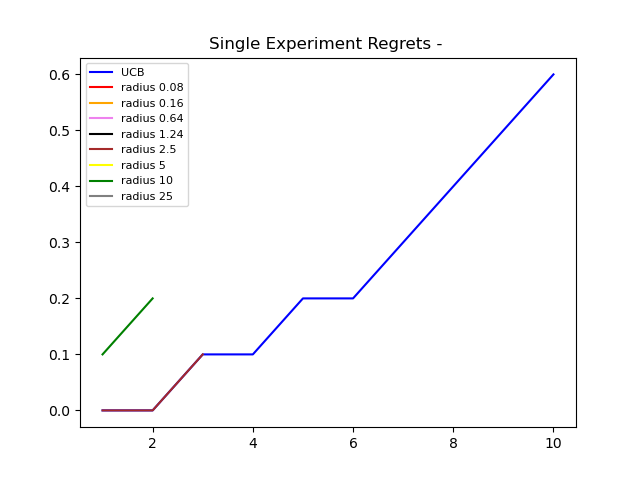 Single Experiment Regrets -
UCB
radius 0.08
radius 0.16
radius 0.64
radius 1.24
radius 2.5
radius 5
radius 10
radius 25
0.6
0.5
0.4
0.3
0.2
0.1
0.0
2 4 6 8 10